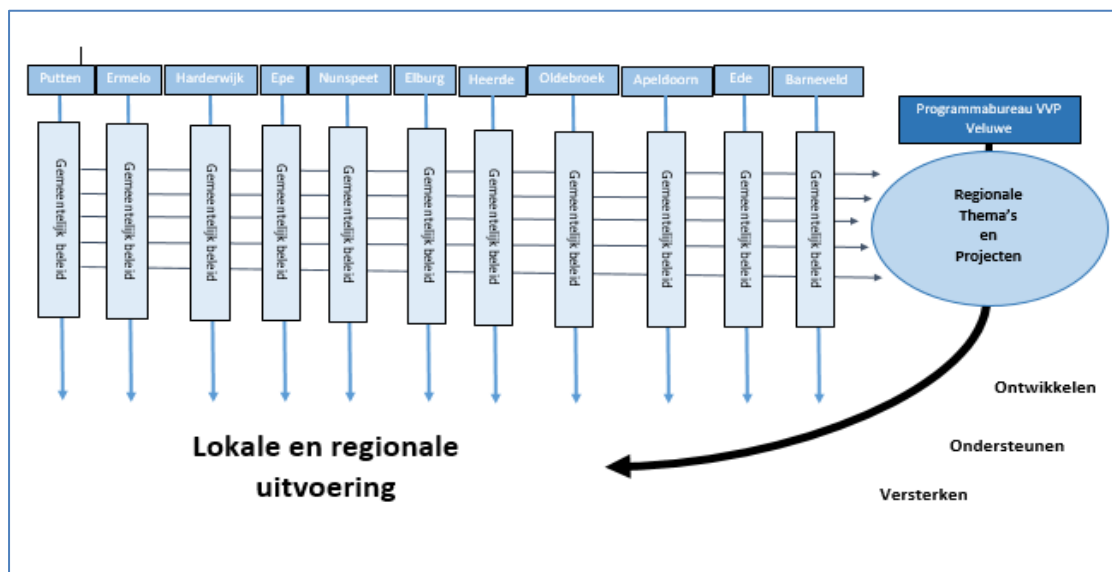 Putten
Ermelo
Harderwijk
Epe
Nunspeet
Elburg
Heerde
Oldebroek
Apeldoorn
Ede
Barneveld
Programmabureau VVP
Veluwe
Gemeentelijk beleid
Gemeentelijk beleid
Gemeentelijk beleid
Gemeentelijk beleid
Gemeentelijk beleid
Gemeentelijk beleid
Gemeentelijk beleid
Gemeentelijk beleid
Gemeentelijk beleid
Gemeentelijk beleid
Gemeentelijk beleid
Regionale
Thema's
en
Projecten
Ontwikkelen
Ondersteunen
Versterken
Lokale en regionale
uitvoering